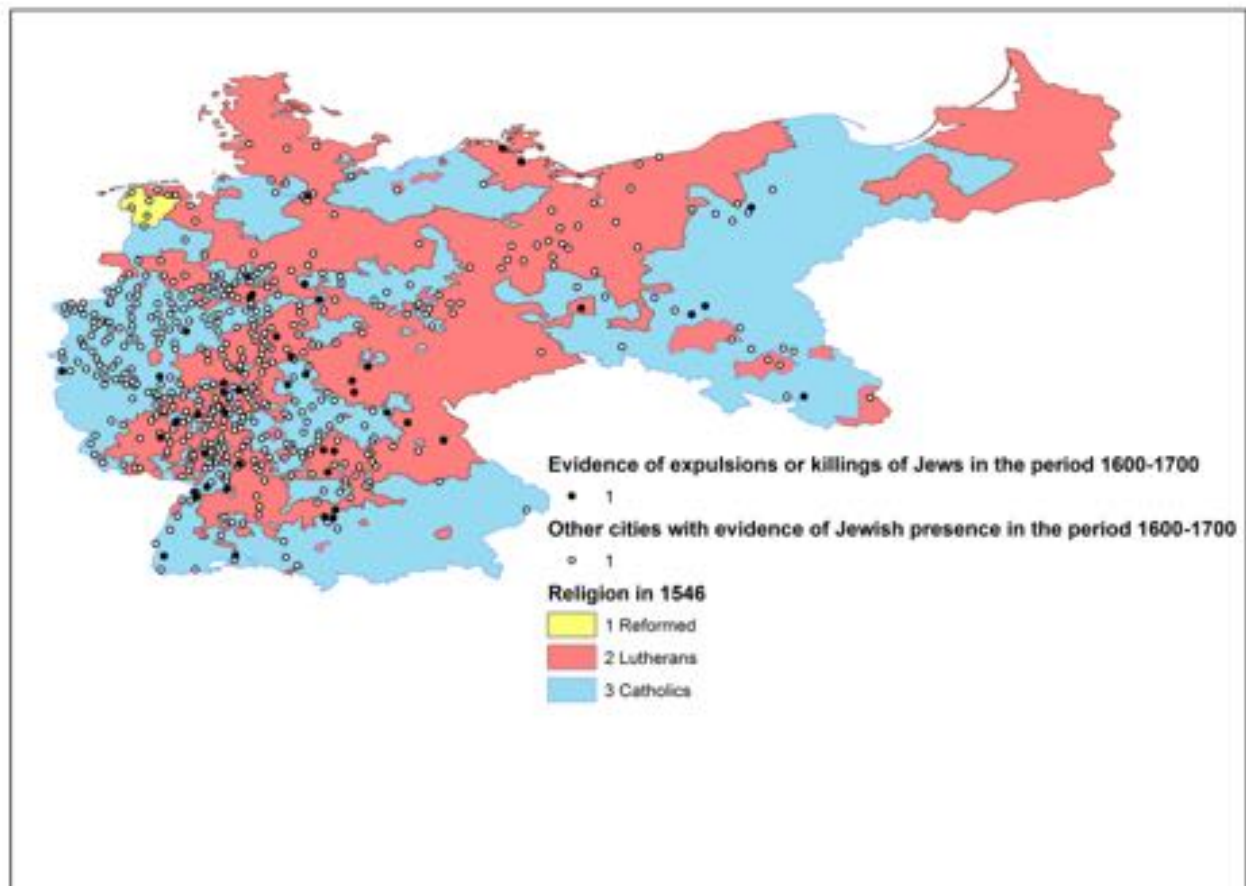 Evidence of expulsions or killings of Jews in the period 1600-1700
1
Other cities with evidence of Jewish presence in the period 1600-1700
1
Religion in 1546
1 Reformed
2 Lutherans
3 Catholics